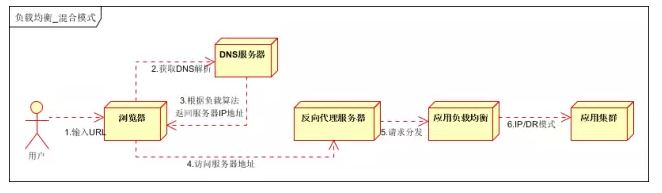 负载均衡_混合模式
DNS服务器
2.获取DNS解析
3.根据负载算法
返回服务器IP地址
浏览器
反向代理服务器
应用负载均衡
应用集群
1.输入URL
5.请求分发
6.IP/DR模式
用户
4.访问服务器地址